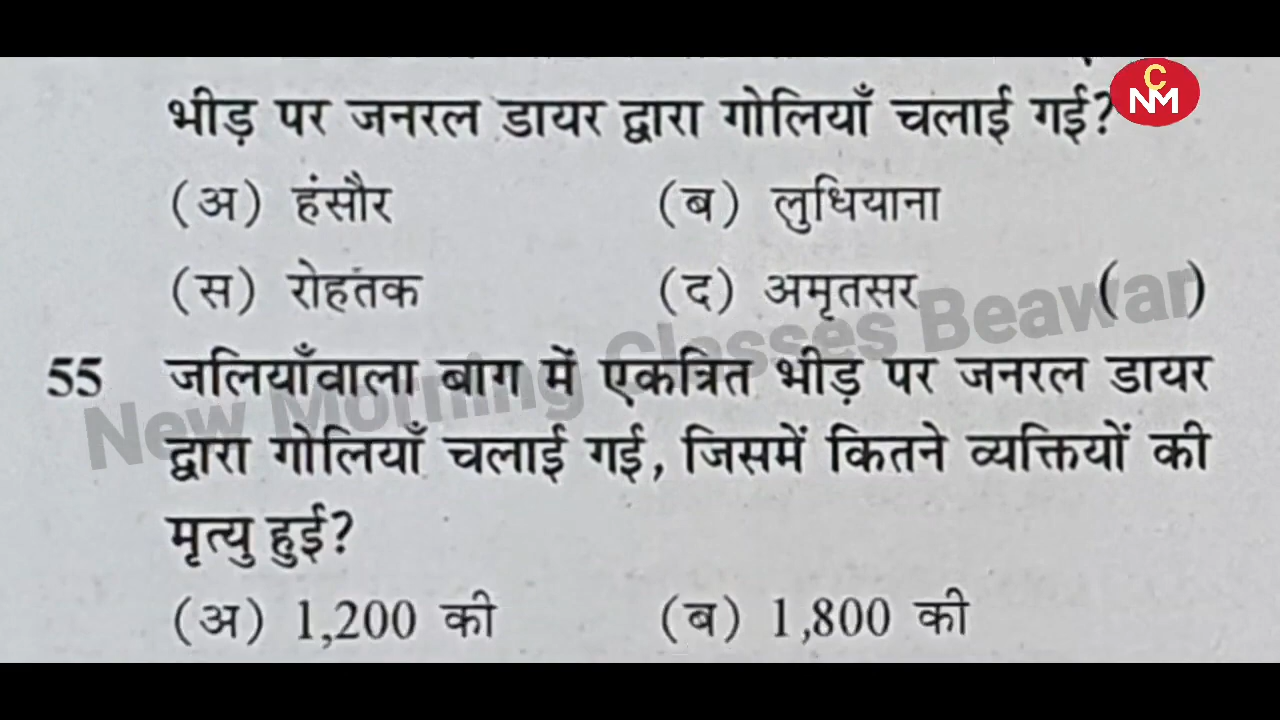 C
NM
भीड़ पर जनरल डायर द्वारा गोलियाँ चलाई गई?
(अ) हंसौर (ब) लुधियाना
(स) रोहतक (द) अमृतसर ( )
55 जलियाँवाला बाग में एकत्रित भीड़ पर जनरल डायर
द्वारा गोलियाँ चलाई गई, जिसमें कितने व्यक्तियों की
मृत्यु हुई?
(अ) 1,200 की (ब) 1,800 की
New Morning Classes Beawar